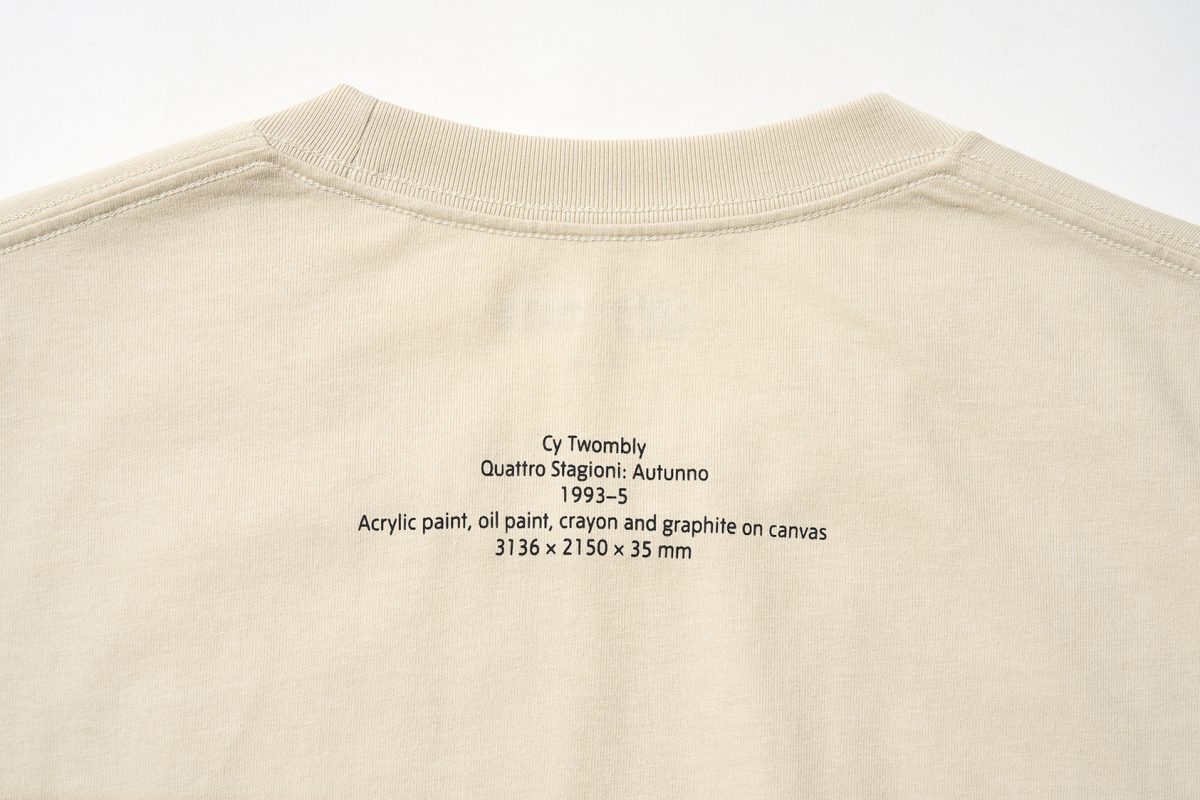 Cy Twombly
Quattro Stagioni: Autunno
1993–5
Acrylic paint, oil paint, crayon and graphite on canvas
3136 × 2150 × 35 mm